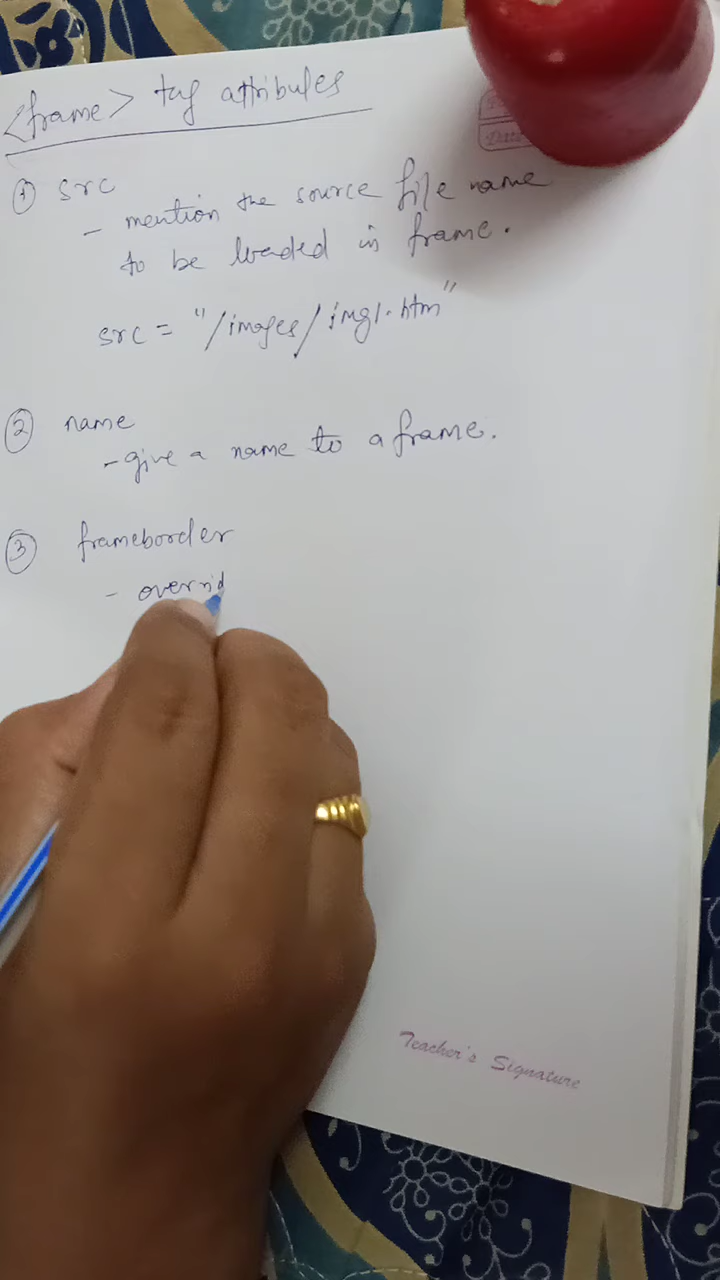 <frame> tag attributes
① src
- mention the source file name
to be loaded in frame.
src = "/images/img1.htm"
② name
- give a name to a frame.
③ frameborder
- overrid
Teacher's Signature